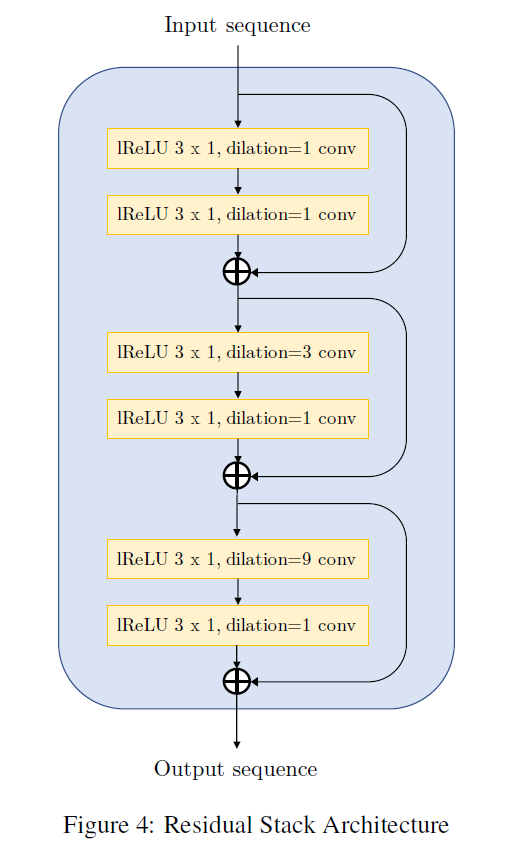 Input sequence
lReLU 3 x 1, dilation=1 conv
lReLU 3 x 1, dilation=1 conv
lReLU 3 x 1, dilation=3 conv
lReLU 3 x 1, dilation=1 conv
lReLU 3 x 1, dilation=9 conv
lReLU 3 x 1, dilation=1 conv
Output sequence
Figure 4: Residual Stack Architecture